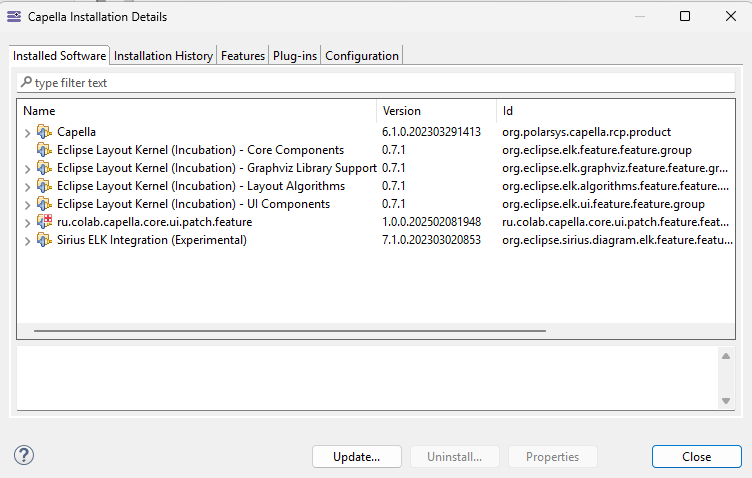 Capella Installation Details
Installed Software Installation History Features Plug-ins Configuration
type filter text
Name Version Id
Capella 6.1.0.202303291413 org.polarsys.capella.rcp.product
Eclipse Layout Kernel (Incubation) - Core Components 0.7.1 org.eclipse.elk.feature.feature.group
Eclipse Layout Kernel (Incubation) - Graphviz Library Support 0.7.1 org.eclipse.elk.graphviz.feature.feature.gr...
Eclipse Layout Kernel (Incubation) - Layout Algorithms 0.7.1 org.eclipse.elk.algorithms.feature.feature....
Eclipse Layout Kernel (Incubation) - UI Components 0.7.1 org.eclipse.elk.ui.feature.feature.group
ru.colab.capella.core.ui.patch.feature 1.0.0.202502081948 ru.colab.capella.core.ui.patch.feature.feat...
Sirius ELK Integration (Experimental) 7.1.0.202303020853 org.eclipse.sirius.diagram.elk.feature.featu...
? Update... Uninstall... Properties Close